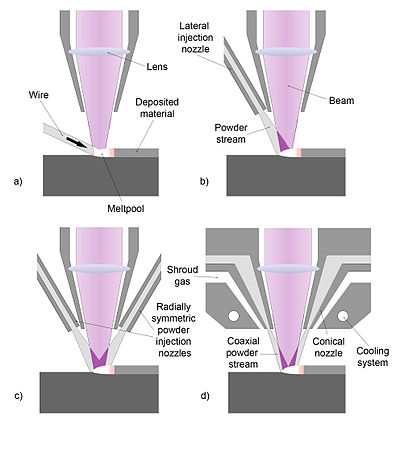 Lens
Wire
Deposited
material
a)
Meltpool
Lateral
injection
nozzle
Beam
Powder
stream
b)
Radially
symmetric
powder
injection
nozzles
c)
Shroud
gas
Coaxial
powder
stream
Conical
nozzle
Cooling
system
d)